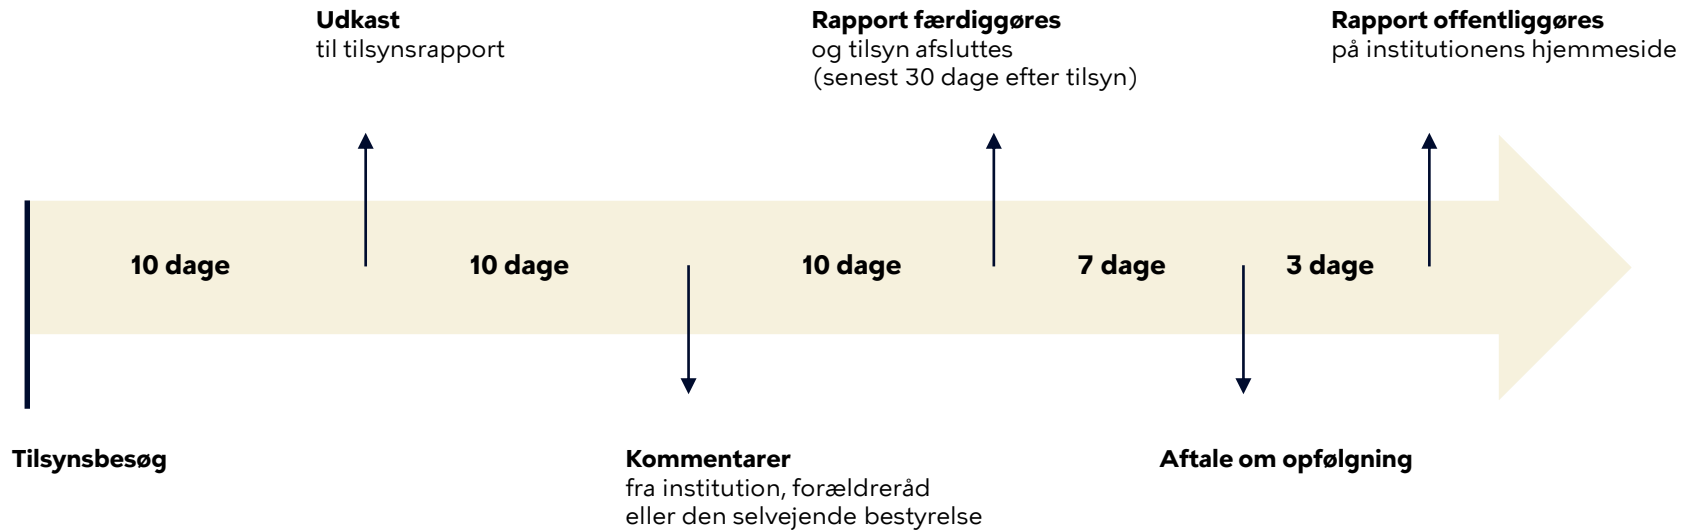 Udkast
til tilsynsrapport
Rapport færdiggøres
og tilsyn afsluttes
(senest 30 dage efter tilsyn)
Rapport offentliggøres
på institutionens hjemmeside
10 dage
10 dage
10 dage
7 dage
3 dage
Tilsynsbesøg
Kommentarer
fra institution, forældreråd
eller den selvejende bestyrelse
Aftale om opfølgning